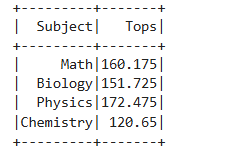 +---------+-------+
|  Subject|   Tops|
+---------+-------+
|     Math|160.175|
|  Biology|151.725|
|  Physics|172.475|
|Chemistry| 120.65|
+---------+-------+